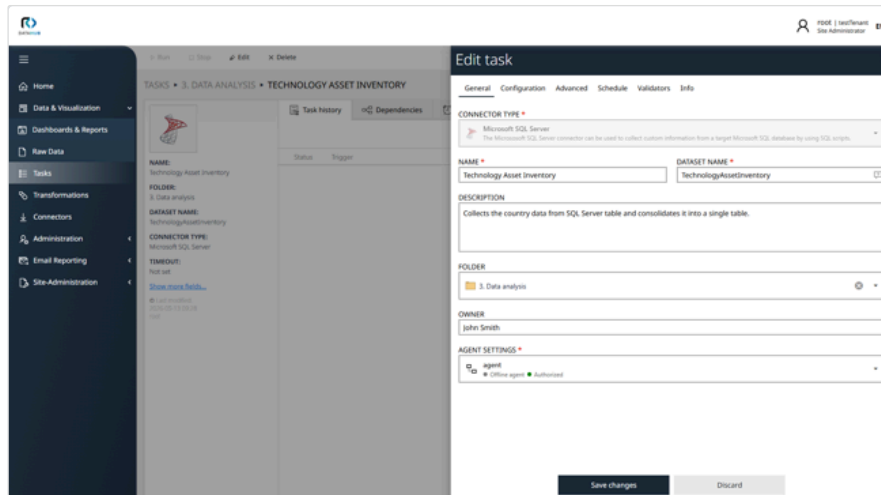 DATAHUB
root | testTenant
Site Administrator
Run Stop Edit Delete
Edit task
Home
Data & Visualization
Dashboards & Reports
Raw Data
Tasks
Transformations
Connectors
Administration
Email Reporting
Site-Administration
TASKS ▸ 3. DATA ANALYSIS ▸ TECHNOLOGY ASSET INVENTORY
Task history Dependencies
Status Trigger
NAME:
Technology Asset Inventory
FOLDER:
3. Data analysis
DATASET NAME:
TechnologyAssetInventory
CONNECTOR TYPE:
Microsoft SQL Server
TIMEOUT:
Not set
Show more fields...
Last modified
General Configuration Advanced Schedule Validators Info
CONNECTOR TYPE *
Microsoft SQL Server
The Microsoft SQL Server connector can be used to collect custom information from a target Microsoft SQL database by using SQL scripts.
NAME * DATASET NAME *
Technology Asset Inventory TechnologyAssetInventory
DESCRIPTION
Collects the country data from SQL Server table and consolidates it into a single table.
FOLDER
3. Data analysis
OWNER
John Smith
AGENT SETTINGS *
agent
Offline agent Authorized
Save changes Discard